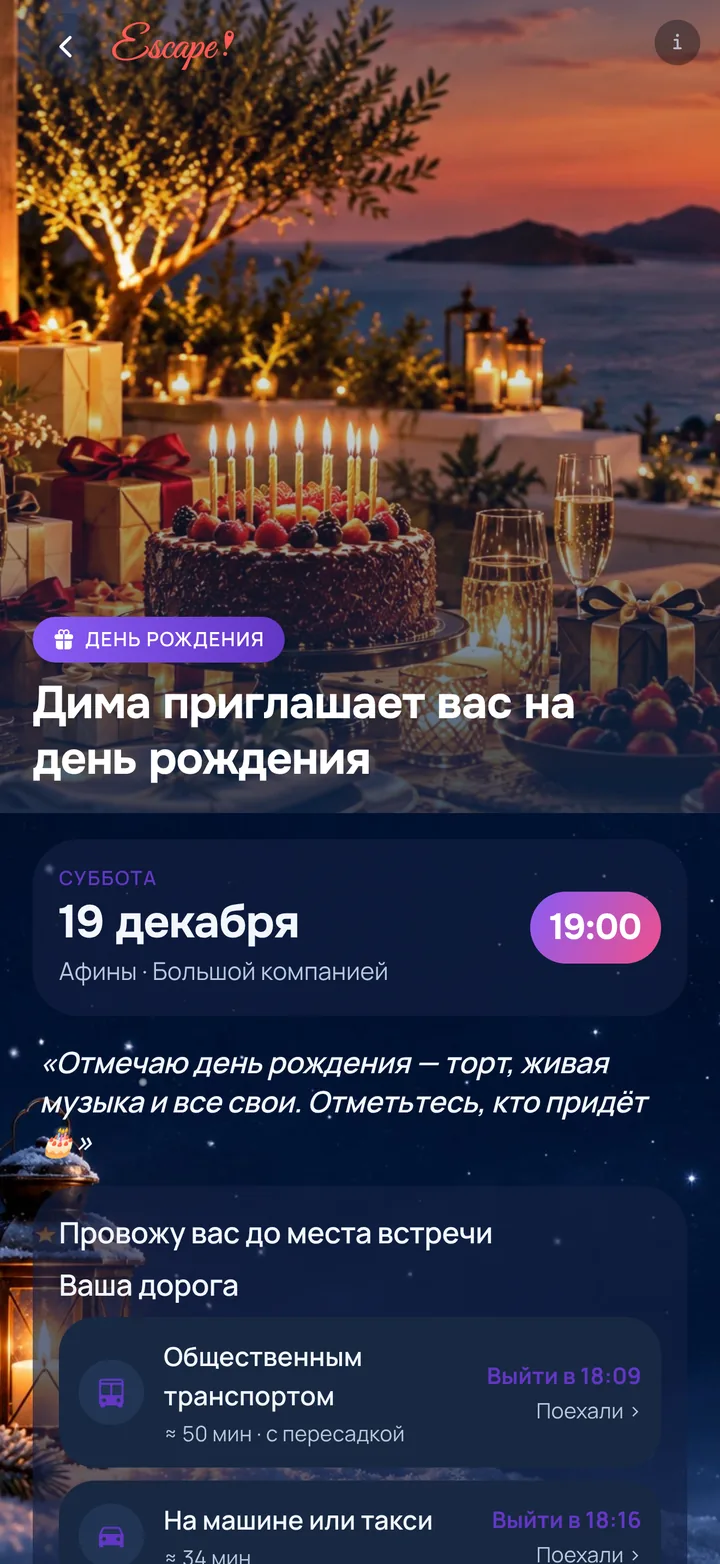 Escape!
i
ДЕНЬ РОЖДЕНИЯ
Дима приглашает вас на
день рождения
СУББОТА
19 декабря
19:00
Афины · Большой компанией
«Отмечаю день рождения — торт, живая
музыка и все свои. Отметьтесь, кто придёт
🎂»
Провожу вас до места встречи
Ваша дорога
Общественным
транспортом
≈ 50 мин · с пересадкой
Выйти в 18:09
Поехали ›
На машине или такси
≈ 34 мин
Выйти в 18:16
Поехали ›